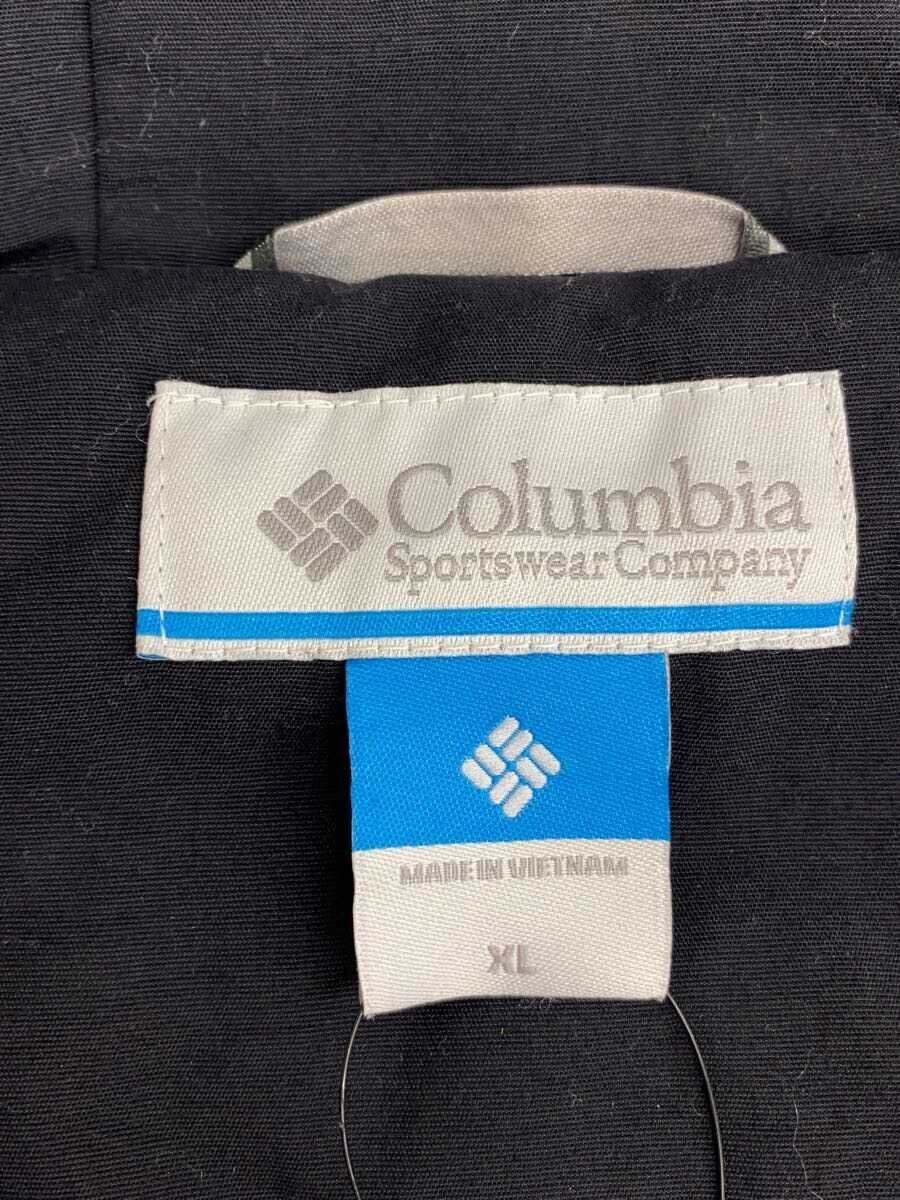 Columbia
Sportswear Company
MADE IN VIETNAM
XL